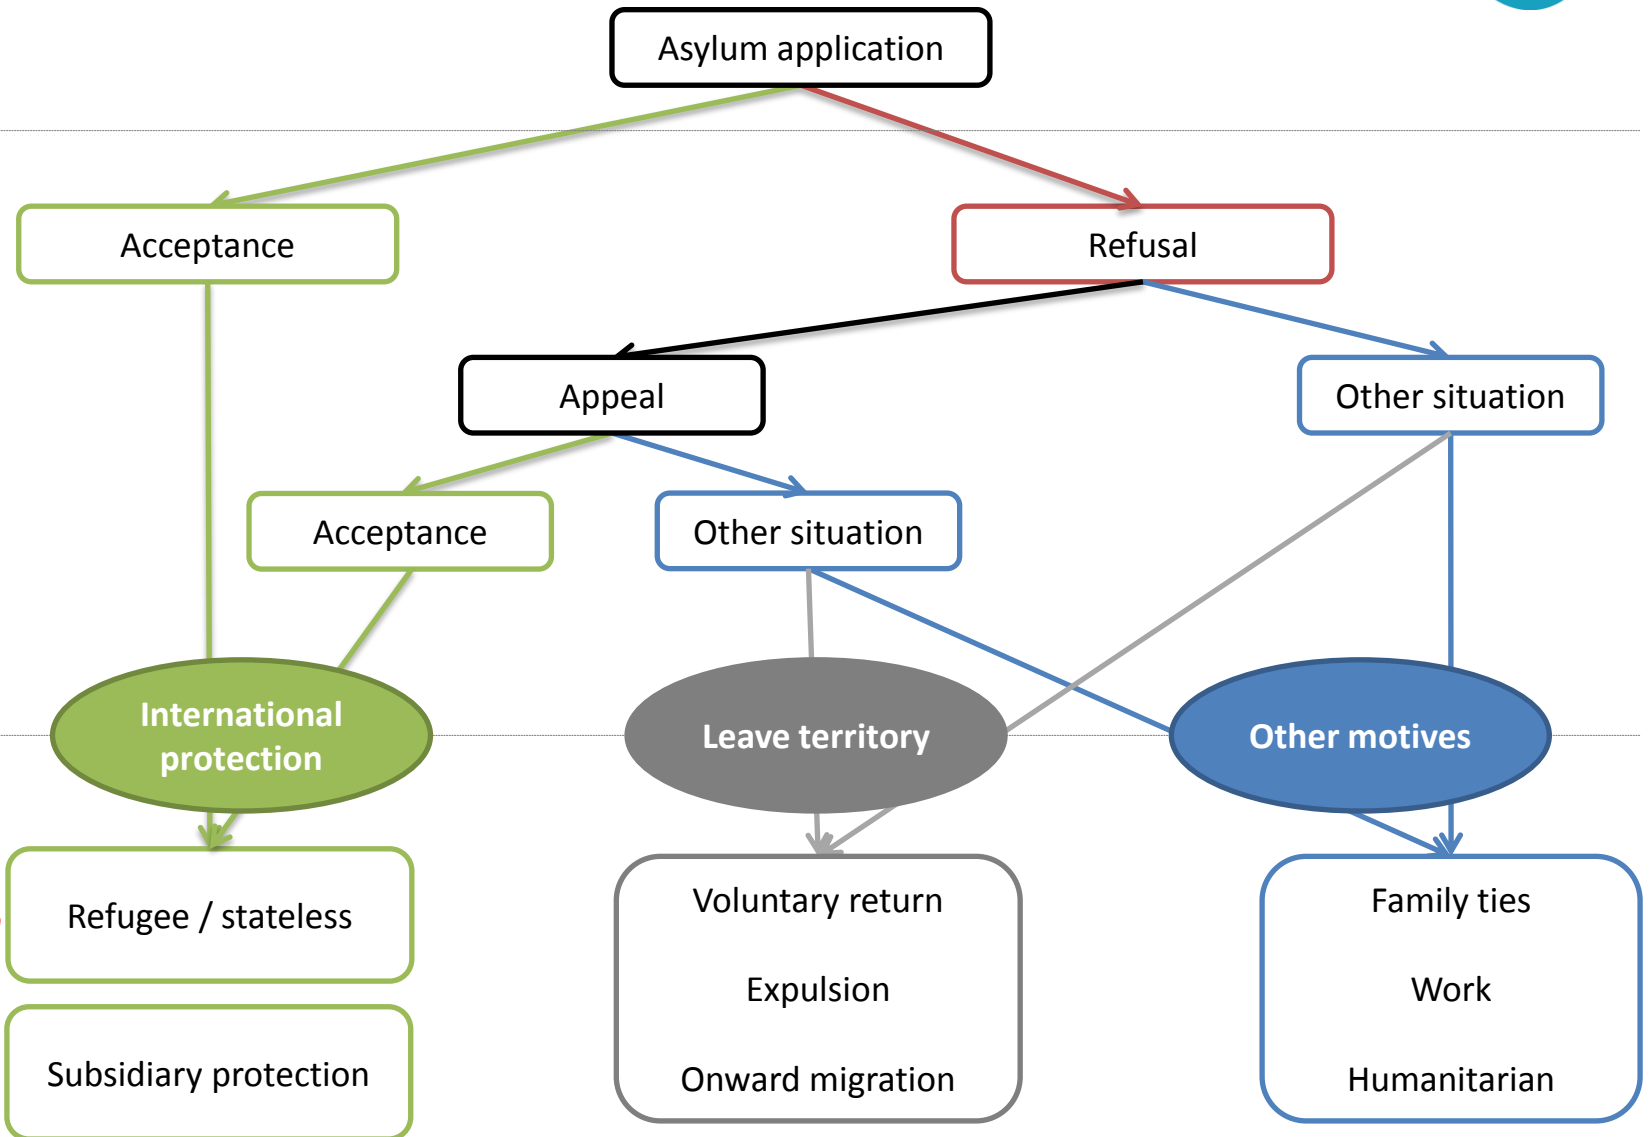 Asylum application
Acceptance
Refusal
Appeal
Other situation
Acceptance
Other situation
International
protection
Leave territory
Other motives
Refugee / stateless
Voluntary return
Family ties
Expulsion
Work
Subsidiary protection
Onward migration
Humanitarian